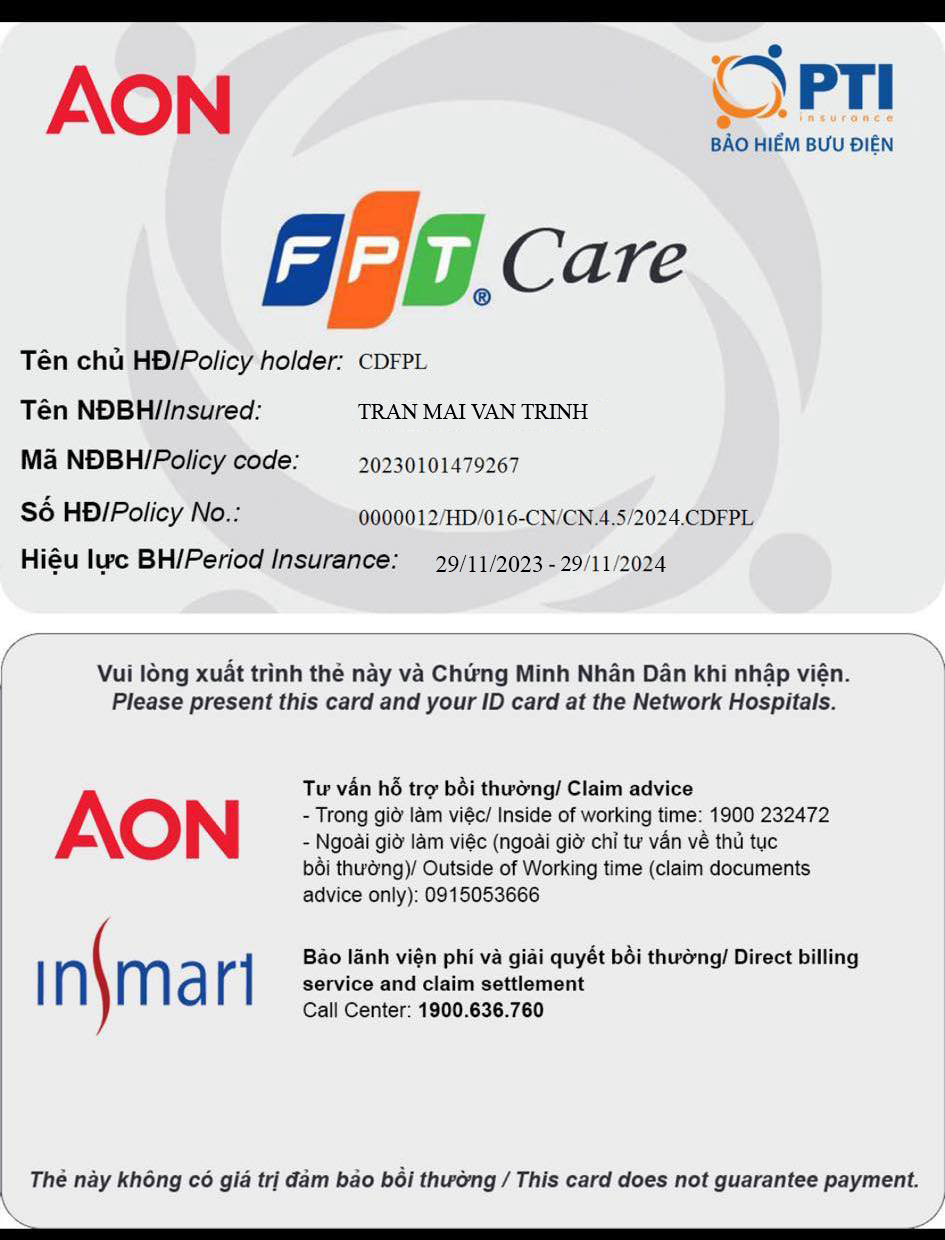 AON
PTI
insurance
BẢO HIỂM BƯU ĐIỆN
FPT® Care
Tên chủ HĐ/Policy holder: CDFPL
Tên NĐBH/Insured: TRAN MAI VAN TRINH
Mã NĐBH/Policy code: 20230101479267
Số HĐ/Policy No.: 0000012/HD/016-CN/CN.4.5/2024.CDFPL
Hiệu lực BH/Period Insurance: 29/11/2023 - 29/11/2024
Vui lòng xuất trình thẻ này và Chứng Minh Nhân Dân khi nhập viện.
Please present this card and your ID card at the Network Hospitals.
AON
Tư vấn hỗ trợ bồi thường/ Claim advice
- Trong giờ làm việc/ Inside of working time: 1900 232472
- Ngoài giờ làm việc (ngoài giờ chỉ tư vấn về thủ tục
bồi thường)/ Outside of Working time (claim documents
advice only): 0915053666
insmart
Bảo lãnh viện phí và giải quyết bồi thường/ Direct billing
service and claim settlement
Call Center: 1900.636.760
Thẻ này không có giá trị đảm bảo bồi thường / This card does not guarantee payment.